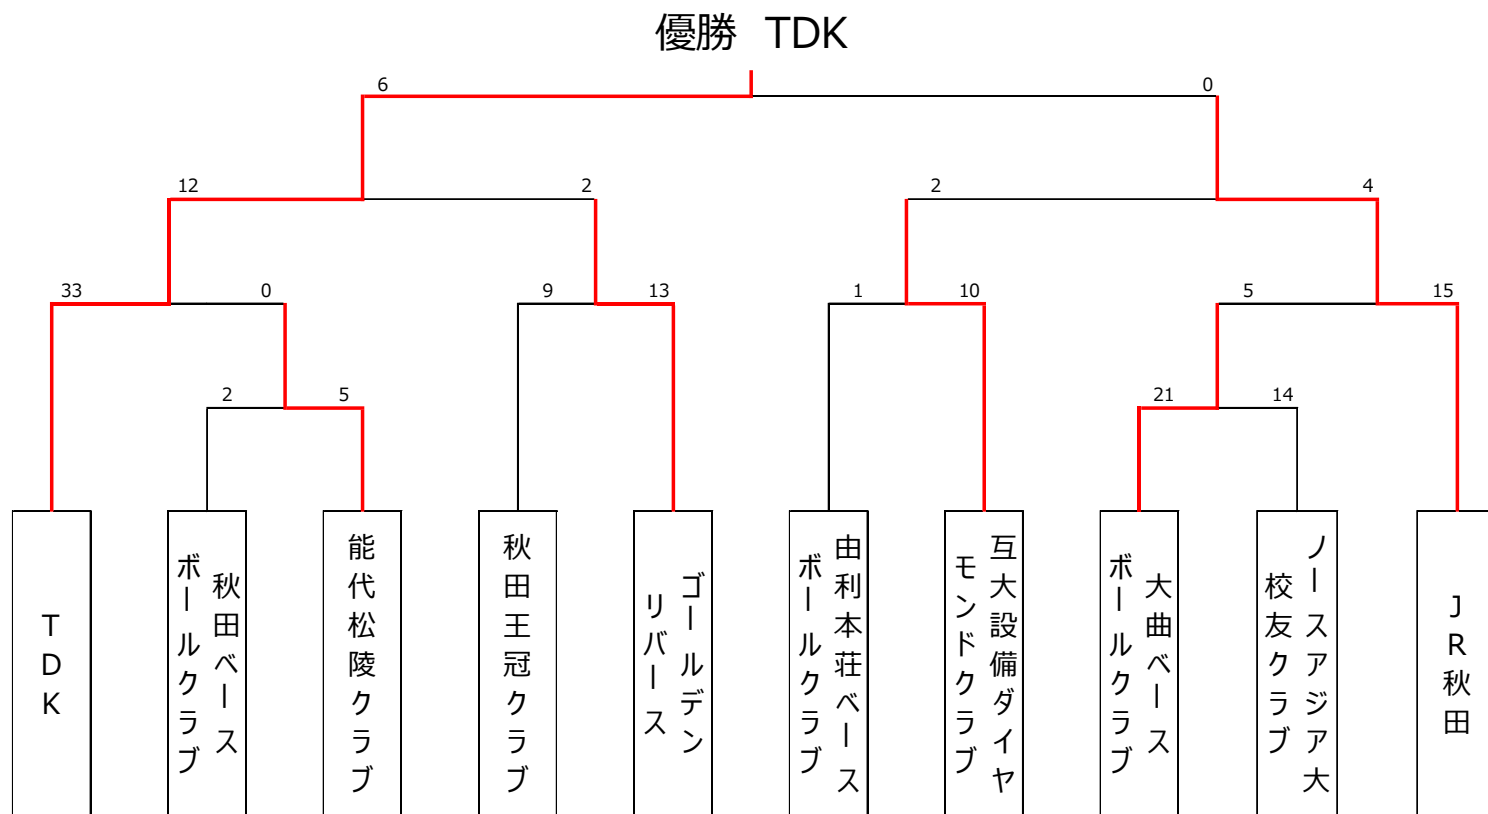 優勝 TDK
6
0
12
2
2
4
33
0
9
13
1
10
5
15
2
5
21
14
TDK
秋田ベース
ボールクラブ
能代松陵クラブ
秋田王冠クラブ
ゴールデン
リバース
由利本荘ベース
ボールクラブ
互大設備ダイヤ
モンドクラブ
大曲ベース
ボールクラブ
ノースアジア大
校友クラブ
JR秋田